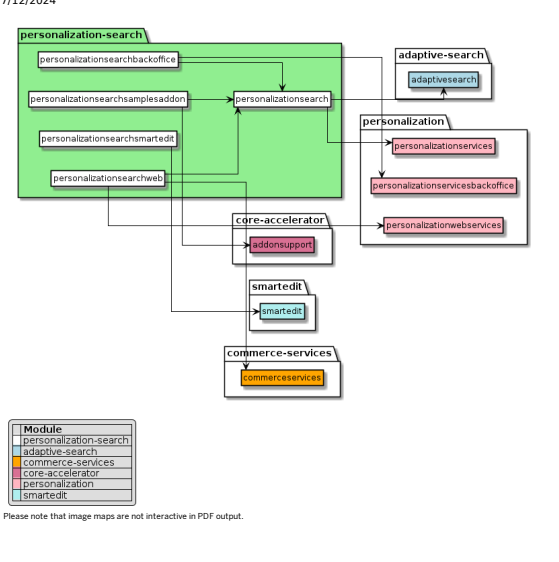 7/12/2024
personalization-search
personalizationsearchbackoffice
adaptive-search
adaptivesearch
personalizationsearchsamplesaddon
personalizationsearch
personalization
personalizationsearchsmartedit
personalizationservices
personalizationsearchweb
personalizationservicesbackoffice
core-accelerator
personalizationwebservices
addonsupport
smartedit
smartedit
commerce-services
commerceservices
Module
personalization-search
adaptive-search
commerce-services
core-accelerator
personalization
smartedit
Please note that image maps are not interactive in PDF output.